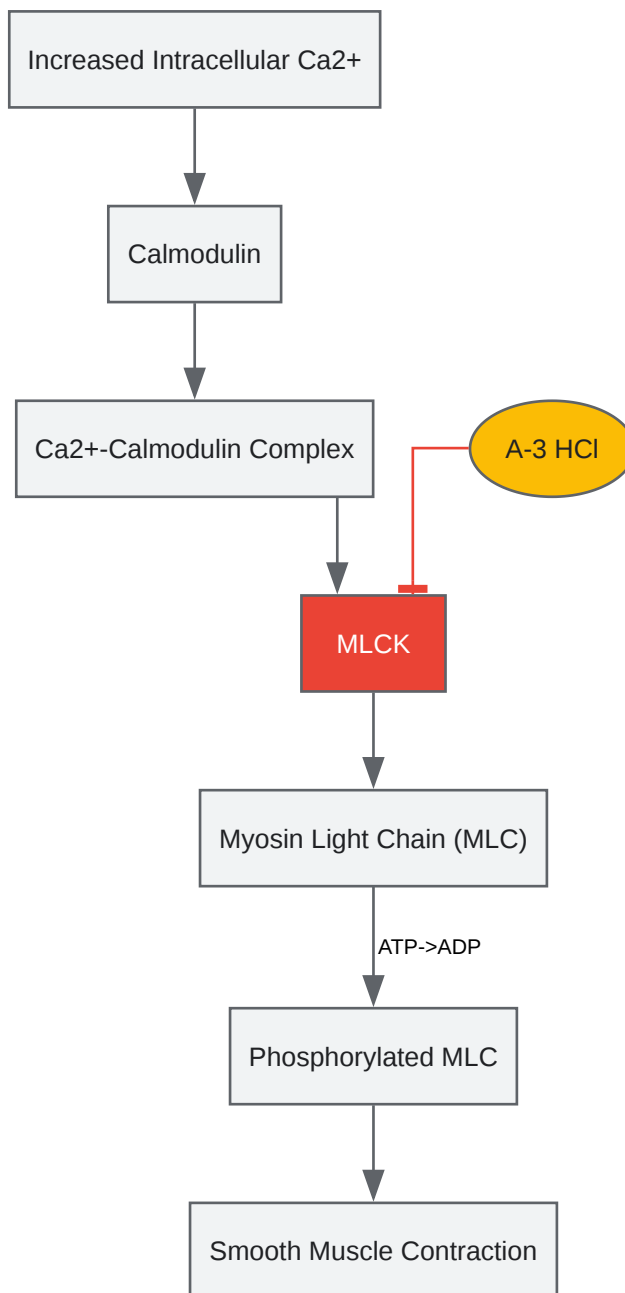 Increased Intracellular Ca2+
Calmodulin
Ca2+-Calmodulin Complex
A-3 HCl
MLCK
Myosin Light Chain (MLC)
ATP->ADP
Phosphorylated MLC
Smooth Muscle Contraction